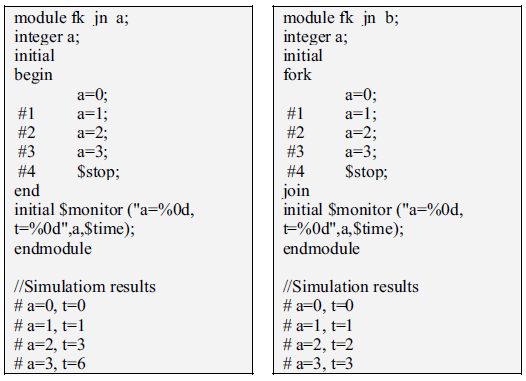 module fk jn a;
integer a;
initial
begin
a=0;
#1 a=1;
#2 a=2;
#3 a=3;
#4 $stop;
end
initial $monitor ("a=%0d,
t=%0d",a,$time);
endmodule
//Simulatiom results
# a=0, t=0
# a=1, t=1
# a=2, t=3
# a=3, t=6
module fk jn b;
integer a;
initial
fork
a=0;
#1 a=1;
#2 a=2;
#3 a=3;
#4 $stop;
join
initial $monitor ("a=%0d,
t=%0d",a,$time);
endmodule
//Simulation results
# a=0, t=0
# a=1, t=1
# a=2, t=2
# a=3, t=3